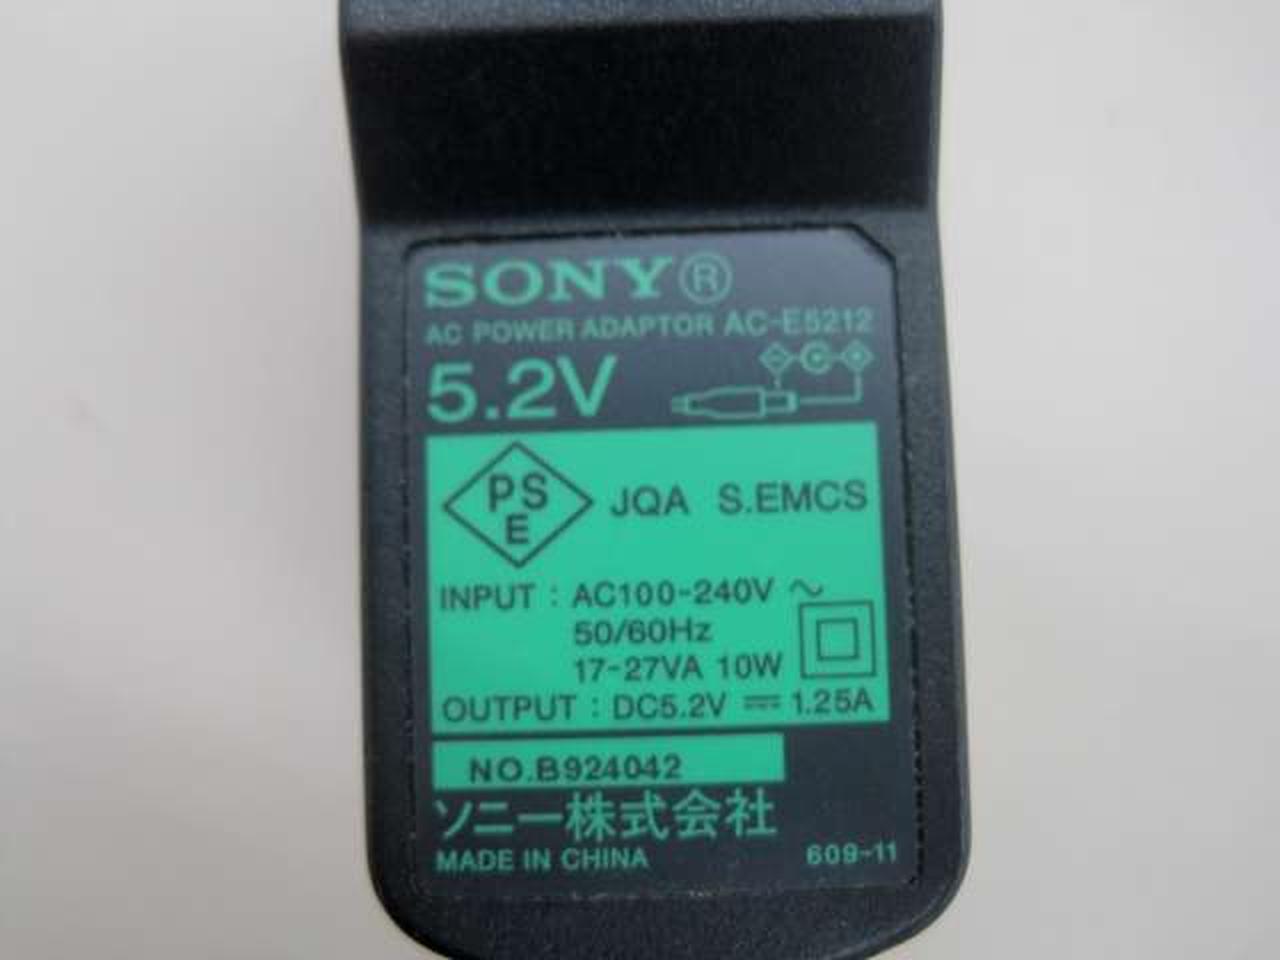 SONY®
AC POWER ADAPTOR AC-E5212
5.2V
PSE JQA S.EMCS
INPUT : AC100-240V ~
50/60Hz
17-27VA 10W
OUTPUT : DC5.2V ⎓ 1.25A
NO.B924042
ソニー株式会社
MADE IN CHINA 609-11